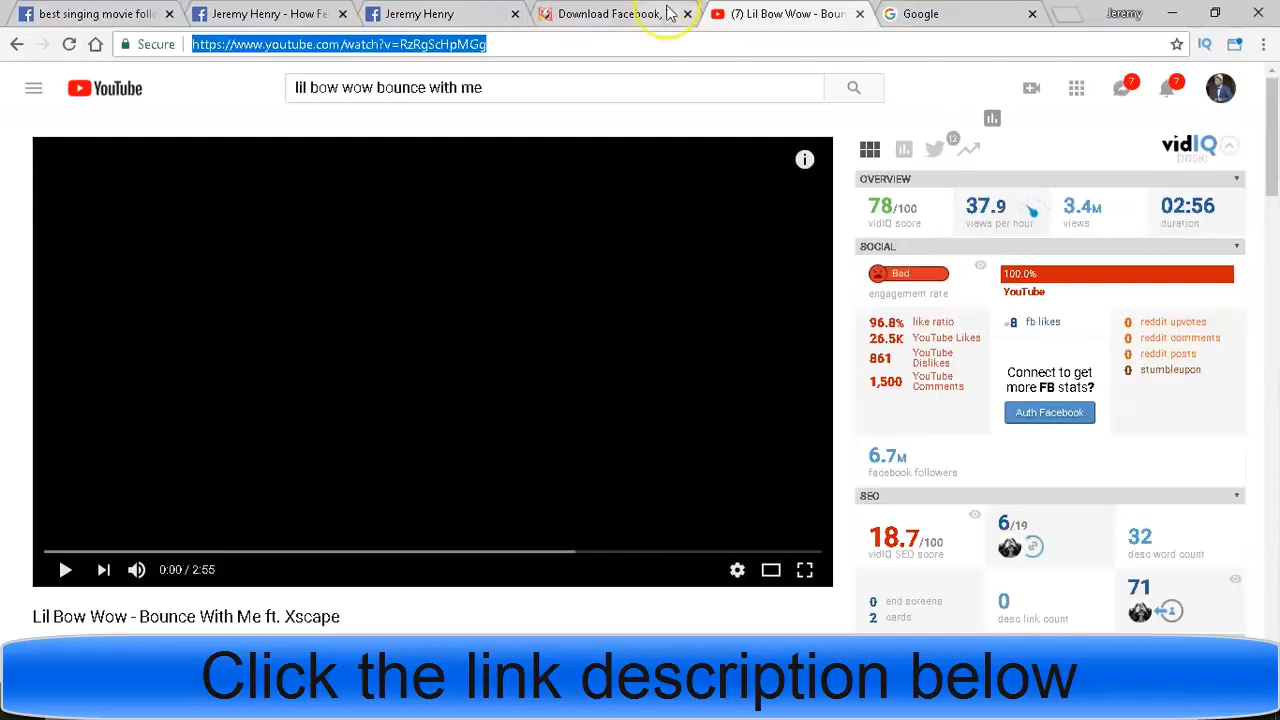 best singing movie foll
Jeremy Henry - How Fe
Jeremy Henry
Download Facebook,
(7) Lil Bow Wow - Boun
Google
Jeremy
Secure
https://www.youtube.com/watch?v=RzRgScHpMGg
IQ
YouTube
lil bow wow bounce with me
7
7
12
vidIQ
basic
OVERVIEW
78/100
vidIQ score
37.9
views per hour
3.4M
views
02:56
duration
SOCIAL
Bad
engagement rate
100.0%
YouTube
96.8% like ratio
26.5K YouTube Likes
861 YouTube Dislikes
1,500 YouTube Comments
8 fb likes
Connect to get
more FB stats?
Auth Facebook
0 reddit upvotes
0 reddit comments
0 reddit posts
0 stumbleupon
6.7M
facebook followers
SEO
18.7/100
vidIQ SEO score
6/19
32
desc word count
0 end screens
2 cards
0
desc link count
71
0:00 / 2:55
Lil Bow Wow - Bounce With Me ft. Xscape
Click the link description below